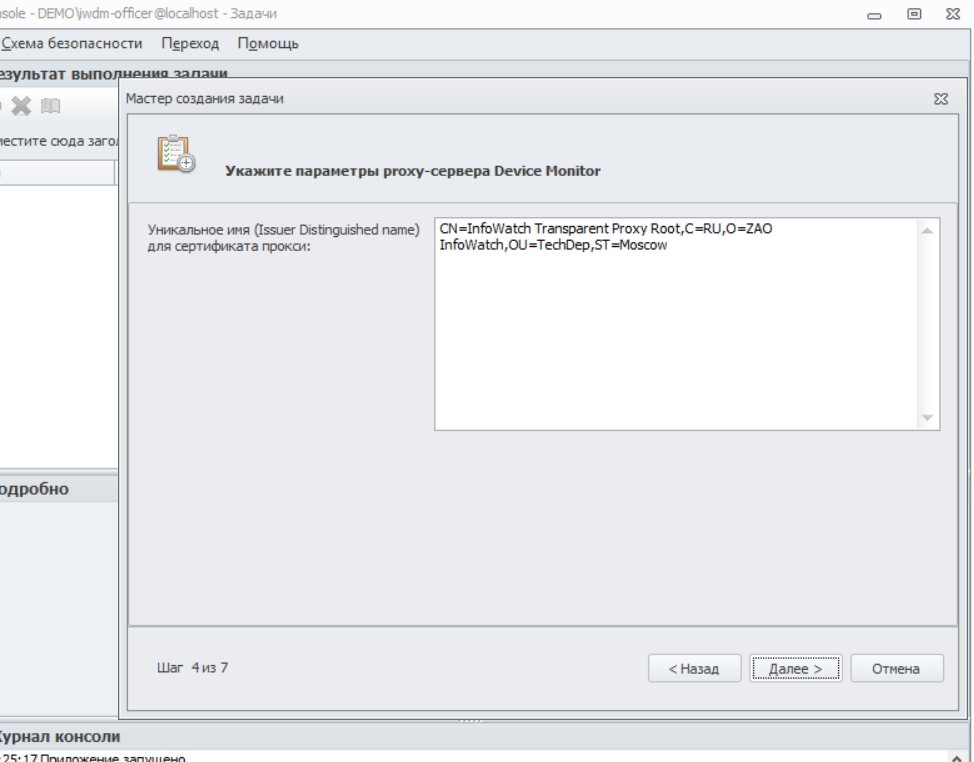 nsole - DEMO\iwdm-officer@localhost - Задачи
Схема безопасности Переход Помощь
езультат выполнения задачи
местите сюда загол
Мастер создания задачи
Укажите параметры proxy-сервера Device Monitor
Уникальное имя (Issuer Distinguished name)
для сертификата прокси:
CN=InfoWatch Transparent Proxy Root,C=RU,O=ZAO
InfoWatch,OU=TechDep,ST=Moscow
одробно
Шаг 4 из 7
< Назад Далее > Отмена
Журнал консоли
:25:17 Приложение запущено